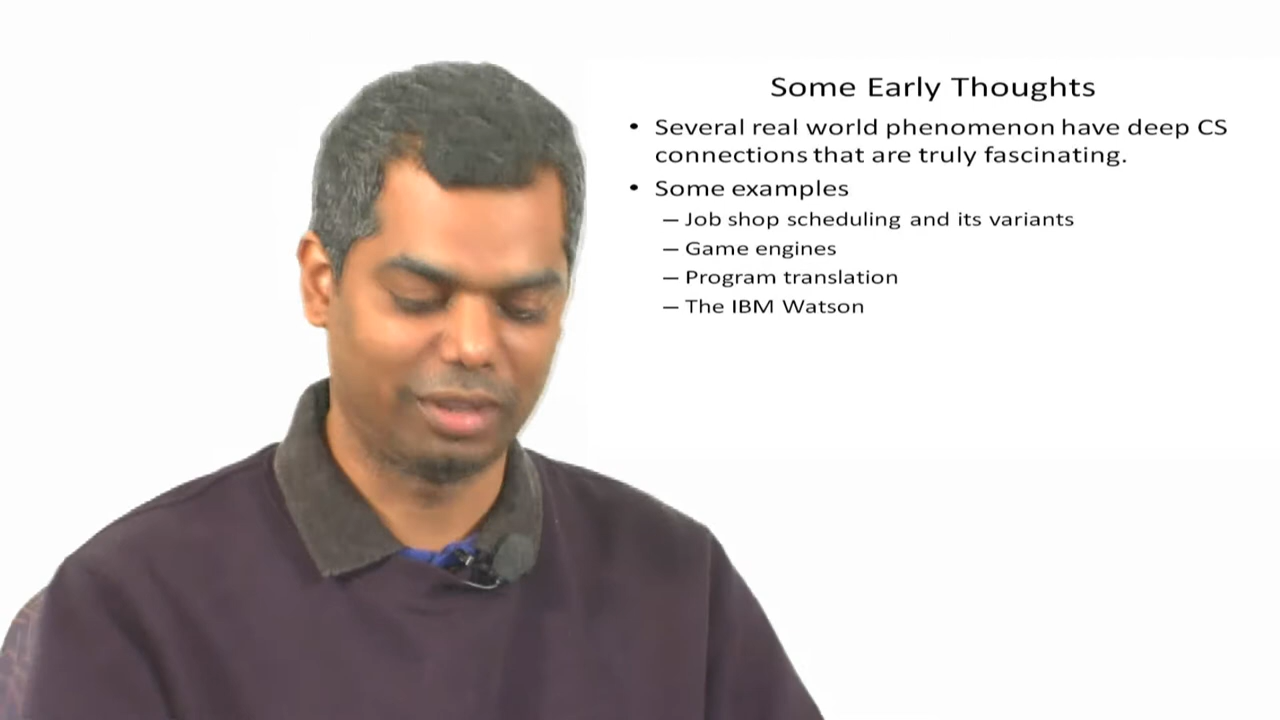 Some Early Thoughts
• Several real world phenomenon have deep CS
connections that are truly fascinating.
• Some examples
– Job shop scheduling and its variants
– Game engines
– Program translation
– The IBM Watson